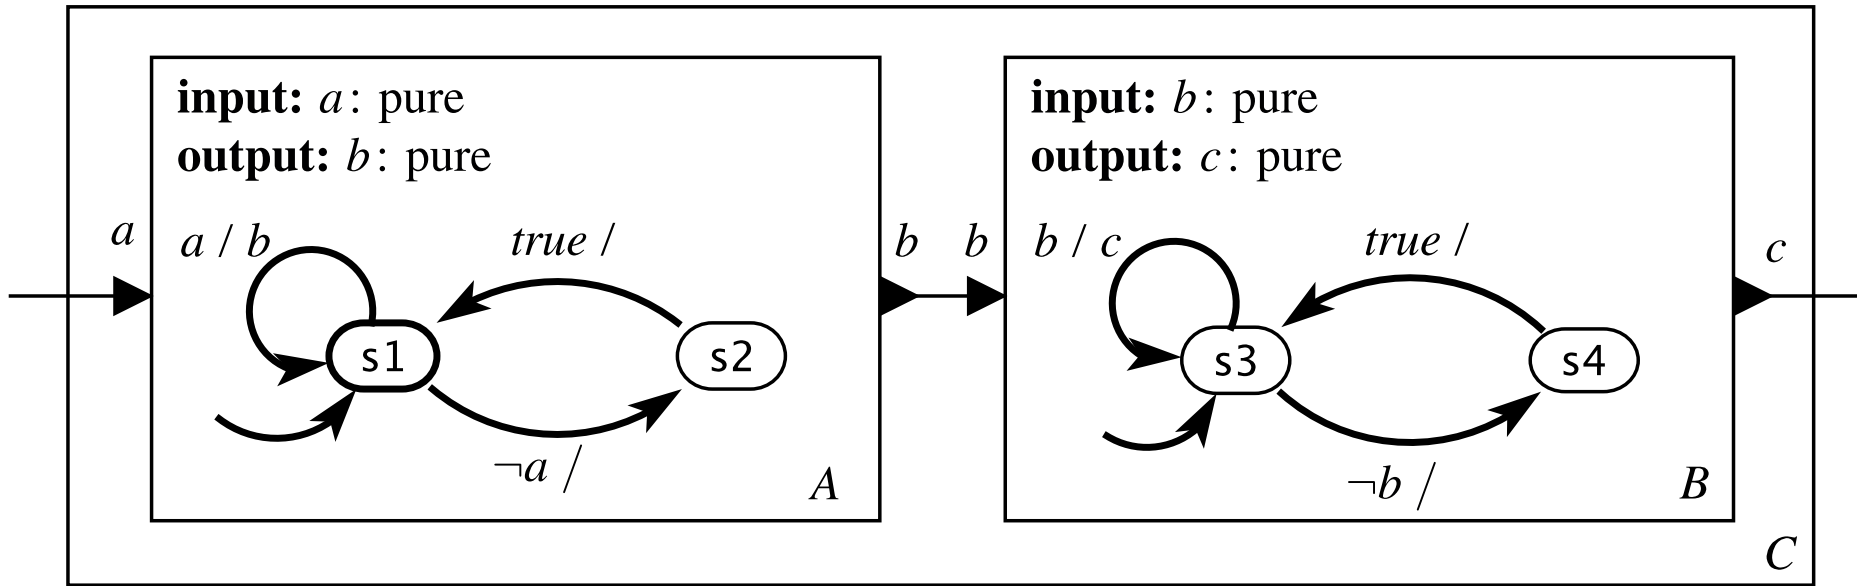 input: a: pure
output: b: pure
a
a / b
true /
s1
s2
¬a /
A
b
b
input: b: pure
output: c: pure
b / c
true /
s3
s4
¬b /
B
c
C